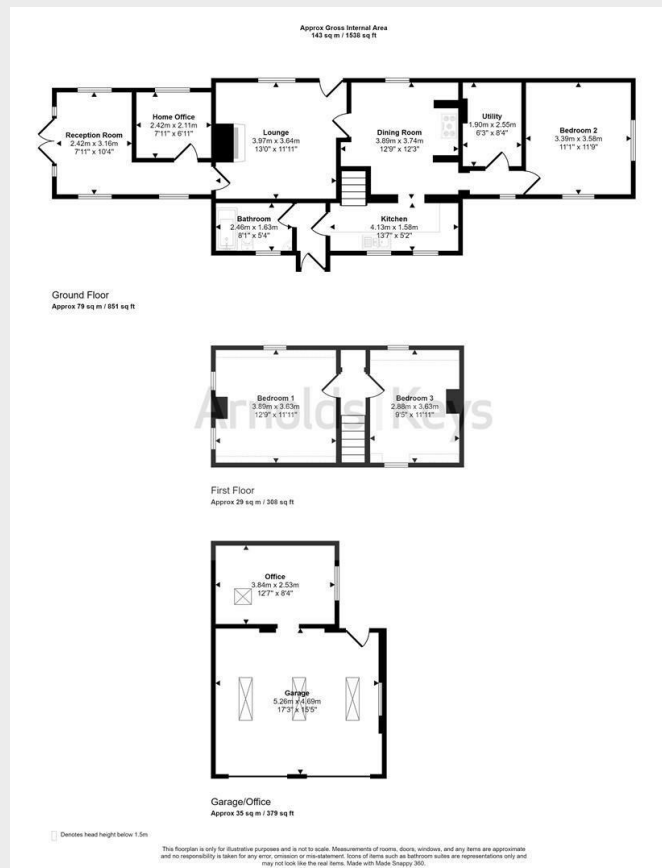 Approx Gross Internal Area
143 sq m / 1538 sq ft
Reception Room
2.42m x 3.16m
7'11" x 10'4"
Home Office
2.42m x 2.11m
7'11" x 6'11"
Lounge
3.97m x 3.64m
13'0" x 11'11"
Dining Room
3.89m x 3.74m
12'9" x 12'3"
Utility
1.90m x 2.55m
6'3" x 8'4"
Bedroom 2
3.39m x 3.58m
11'1" x 11'9"
Bathroom
2.46m x 1.63m
8'1" x 5'4"
Kitchen
4.13m x 1.58m
13'7" x 5'2"
Ground Floor
Approx 79 sq m / 851 sq ft
Bedroom 1
3.89m x 3.63m
12'9" x 11'11"
Bedroom 3
2.88m x 3.63m
9'5" x 11'11"
Arnolds | Keys
First Floor
Approx 29 sq m / 308 sq ft
Office
3.84m x 2.53m
12'7" x 8'4"
Garage
5.26m x 4.69m
17'3" x 15'5"
Garage/Office
Approx 35 sq m / 379 sq ft
Denotes head height below 1.5m
This floorplan is only for illustrative purposes and is not to scale. Measurements of rooms, doors, windows, and any items are approximate
and no responsibility is taken for any error, omission or mis-statement. Icons of items such as bathroom suites are representations only and
may not look like the real items. Made with Made Snappy 360.